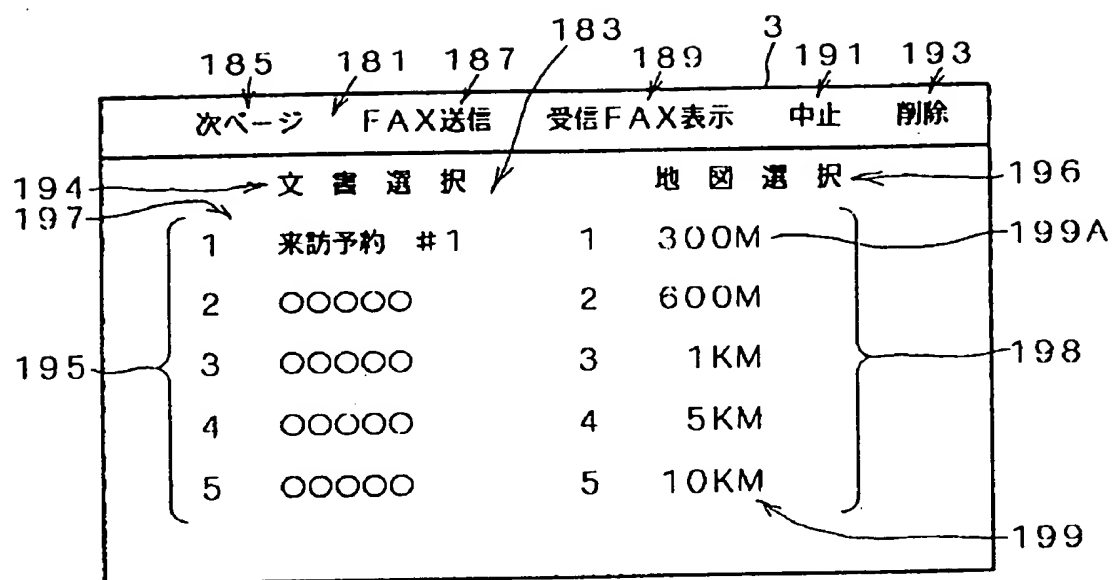 3
185 181 187 183 189 191 193
次ページ FAX送信 受信FAX表示 中止 削除
194 文書選択 地図選択 196
197
1 来訪予約 #1 1 300M 199A
2 ○○○○○ 2 600M
195 3 ○○○○○ 3 1KM 198
4 ○○○○○ 4 5KM
5 ○○○○○ 5 10KM
199